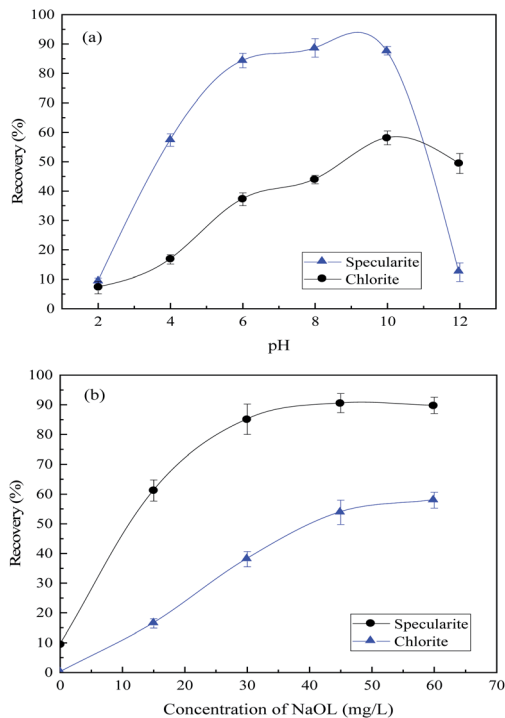 (a)
100
90
80
70
60
50
40
30
20
10
0
Recovery (%)
Specularite
Chlorite
2 4 6 8 10 12
pH
(b)
100
90
80
70
60
50
40
30
20
10
0
Recovery (%)
Specularite
Chlorite
0 10 20 30 40 50 60 70
Concentration of NaOL (mg/L)